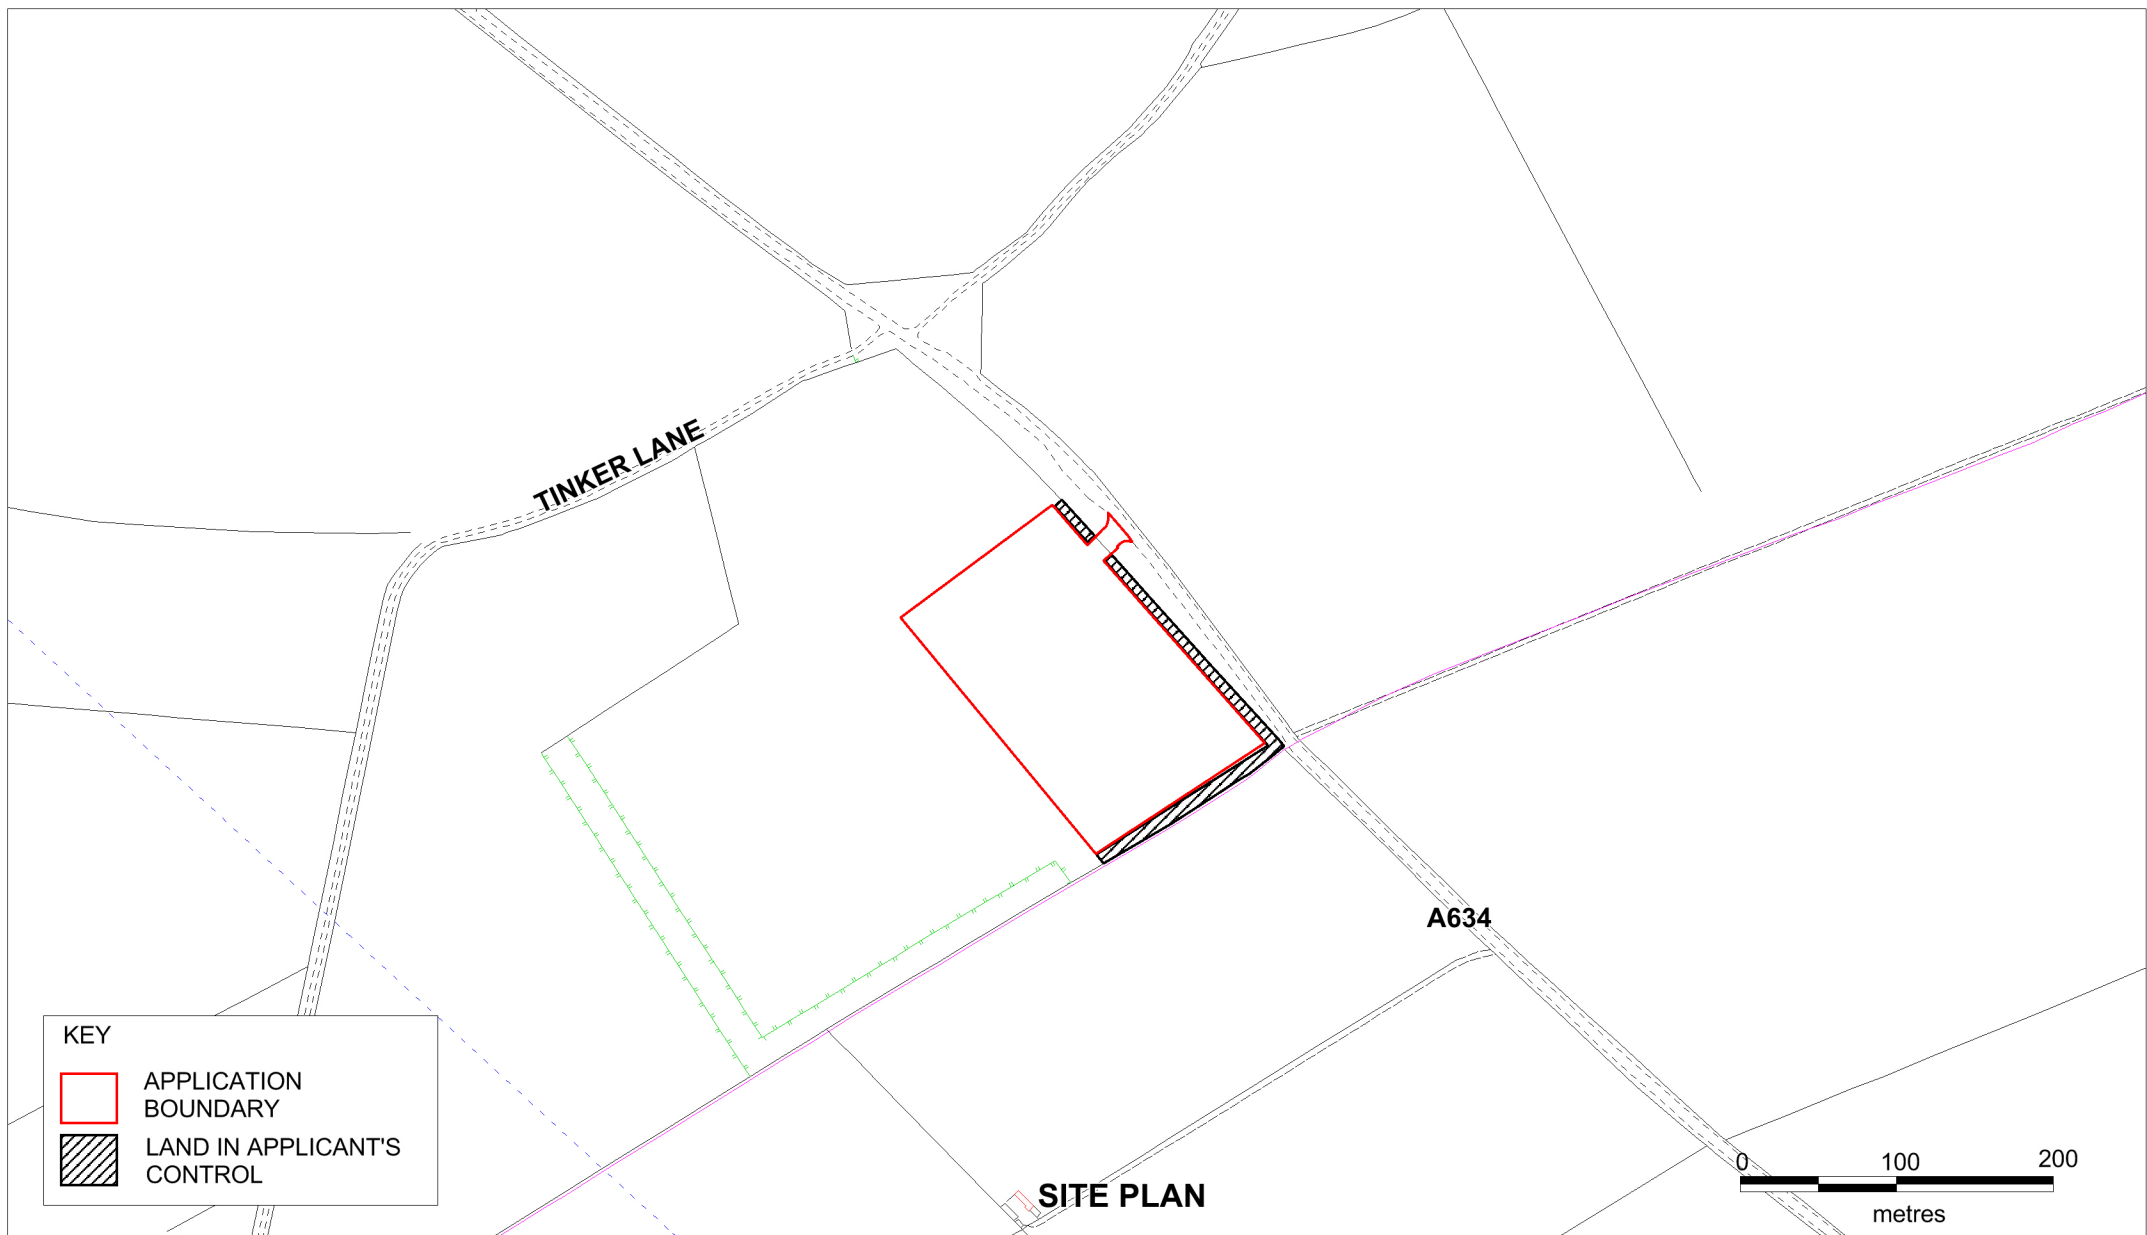 TINKER LANE
A634
KEY
APPLICATION
BOUNDARY
LAND IN APPLICANT'S
CONTROL
SITE PLAN
0 100 200
metres